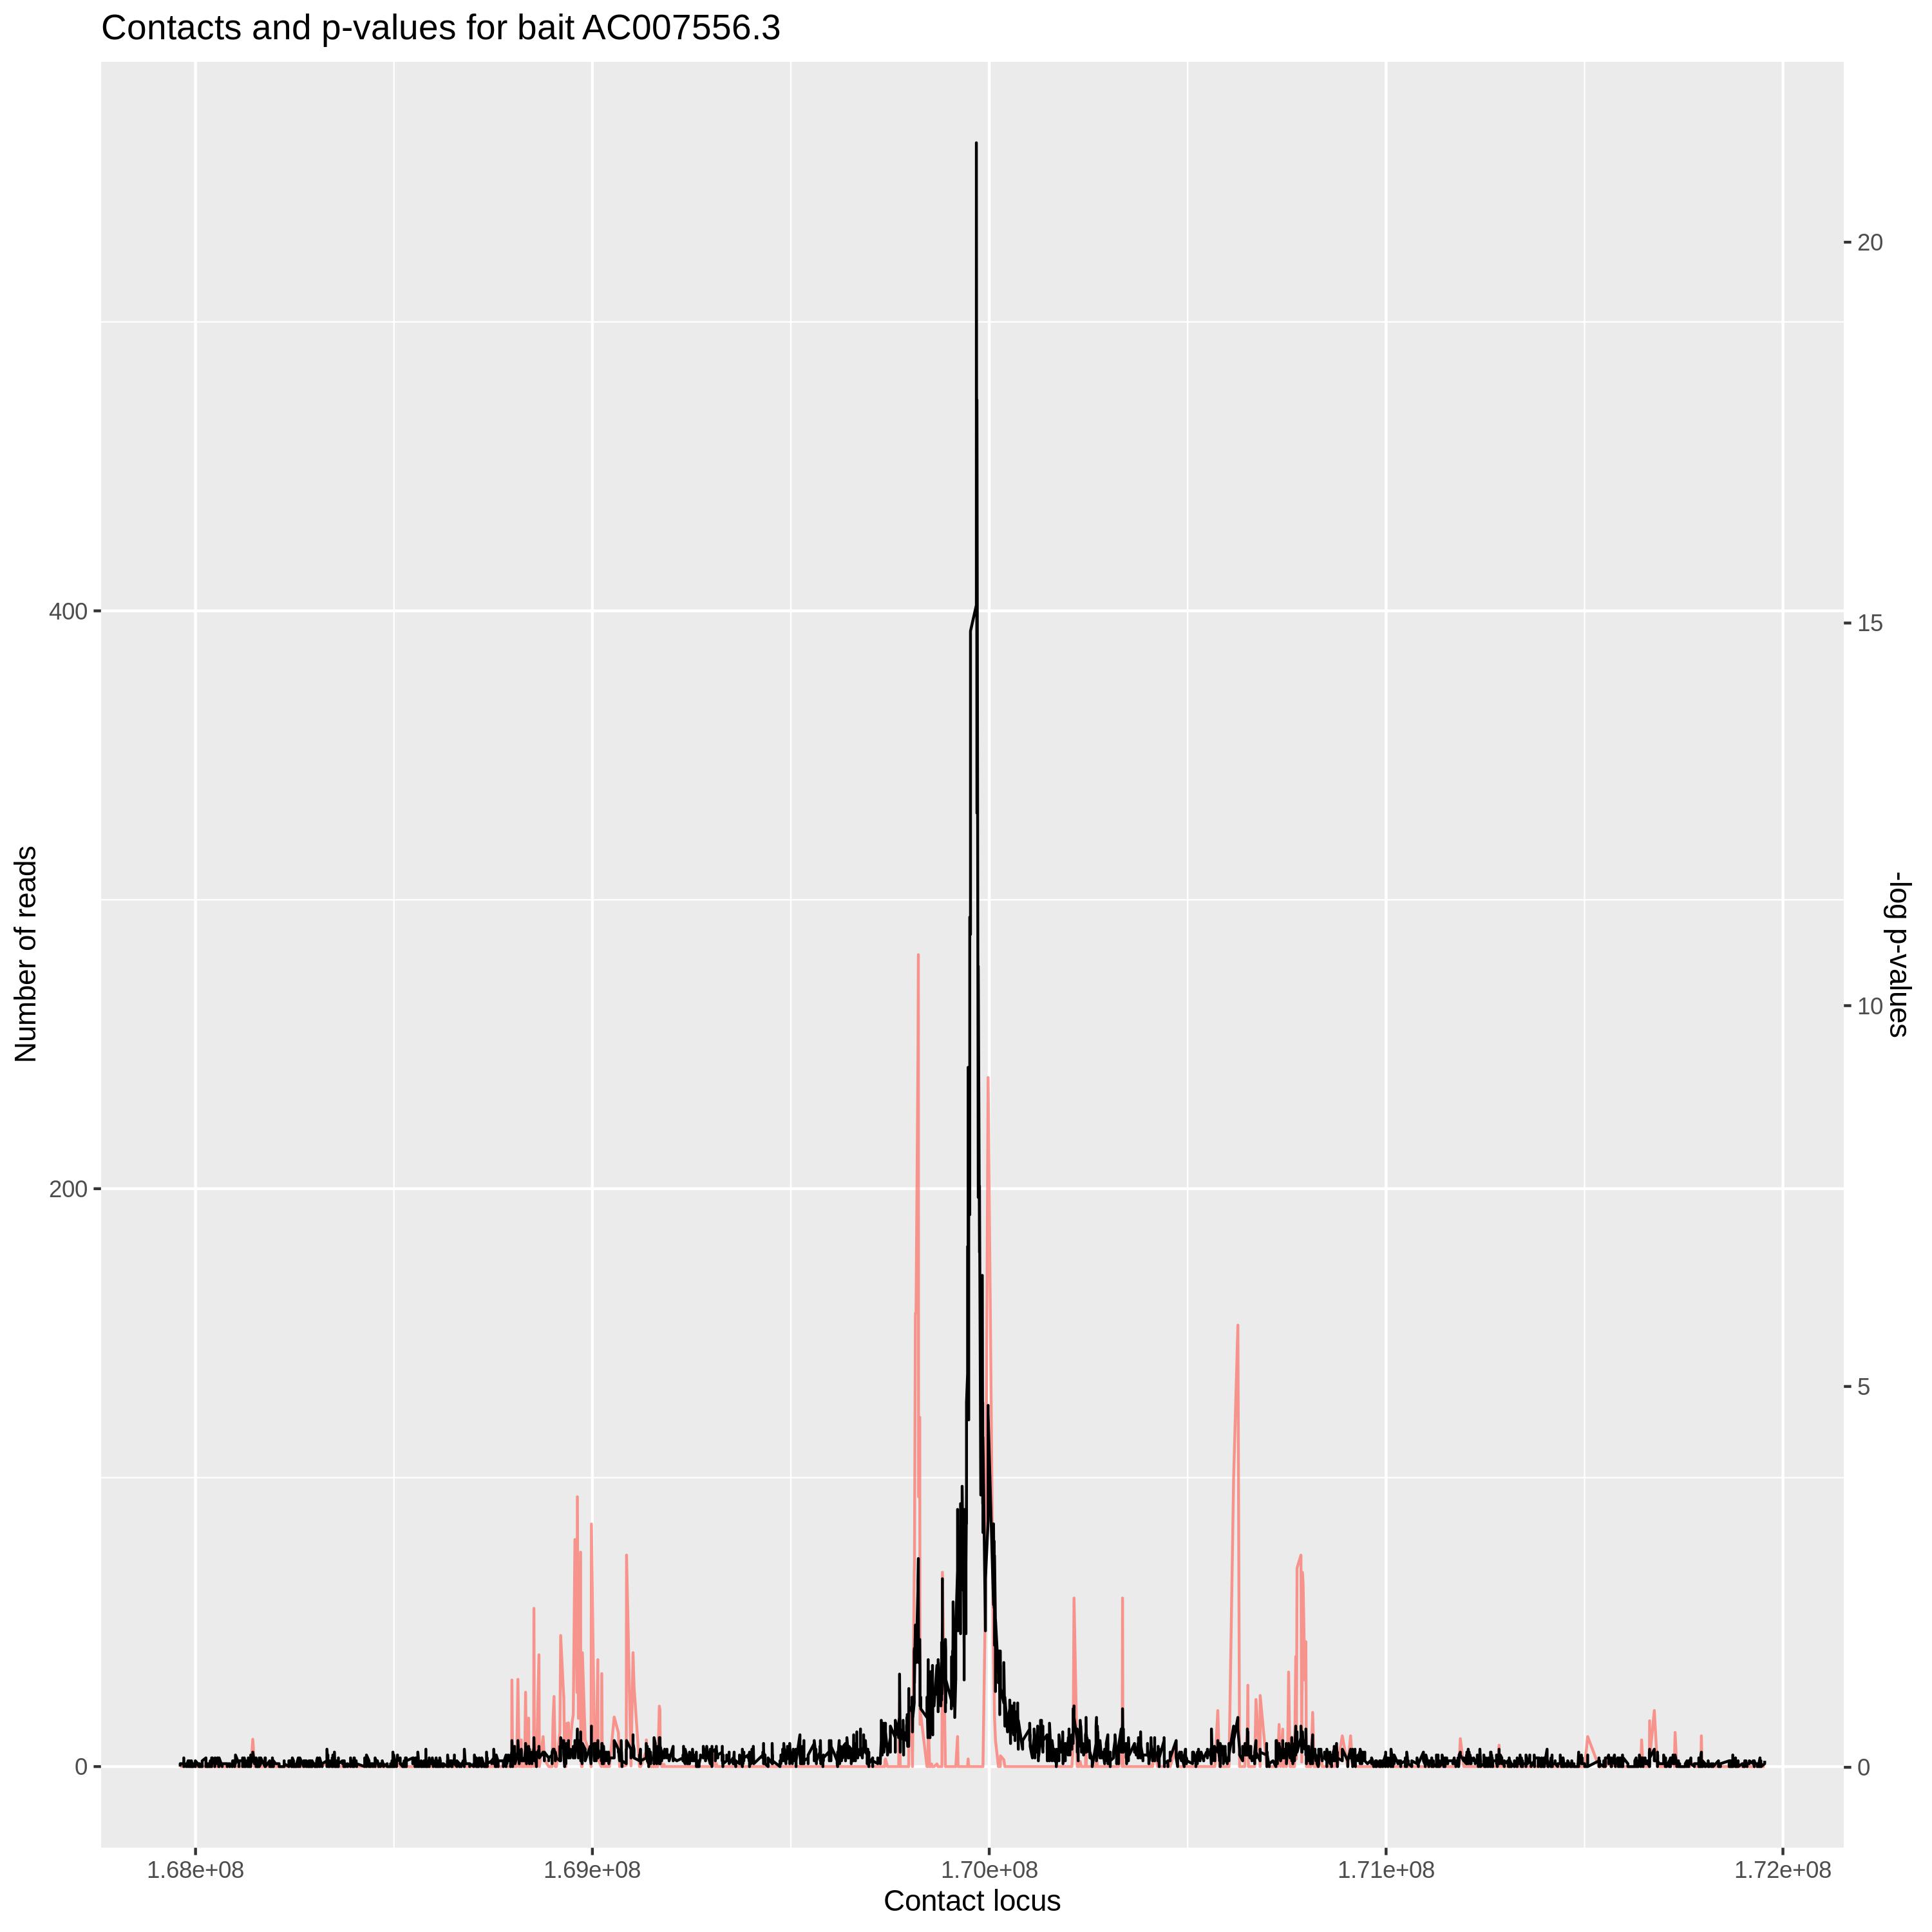 Contacts and p-values for bait AC007556.3
Number of reads
400
200
0
20
15
10
5
0
-log p-values
1.68e+08 1.69e+08 1.70e+08 1.71e+08 1.72e+08
Contact locus